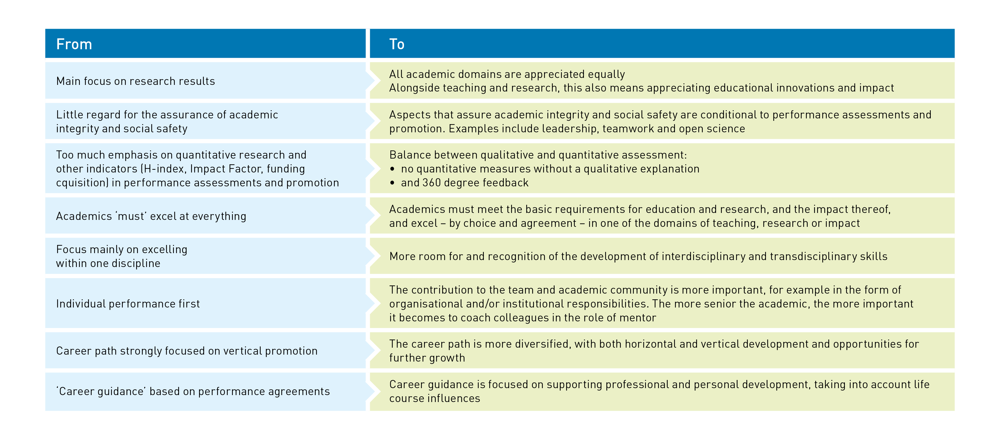 From
To
Main focus on research results
All academic domains are appreciated equally
Alongside teaching and research, this also means appreciating educational innovations and impact
Little regard for the assurance of academic
integrity and social safety
Aspects that assure academic integrity and social safety are conditional to performance assessments and
promotion. Examples include leadership, teamwork and open science
Too much emphasis on quantitative research and
other indicators (H-index, Impact Factor, funding
cquisition) in performance assessments and promotion
Balance between qualitative and quantitative assessment:
• no quantitative measures without a qualitative explanation
• and 360 degree feedback
Academics ‘must’ excel at everything
Academics must meet the basic requirements for education and research, and the impact thereof,
and excel – by choice and agreement – in one of the domains of teaching, research or impact
Focus mainly on excelling
within one discipline
More room for and recognition of the development of interdisciplinary and transdisciplinary skills
Individual performance first
The contribution to the team and academic community is more important, for example in the form of
organisational and/or institutional responsibilities. The more senior the academic, the more important
it becomes to coach colleagues in the role of mentor
Career path strongly focused on vertical promotion
The career path is more diversified, with both horizontal and vertical development and opportunities for
further growth
‘Career guidance’ based on performance agreements
Career guidance is focused on supporting professional and personal development, taking into account life
course influences